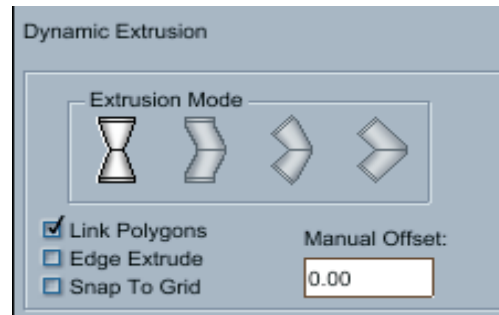 Dynamic Extrusion
Extrusion Mode
Link Polygons
Edge Extrude
Snap To Grid
Manual Offset:
0.00